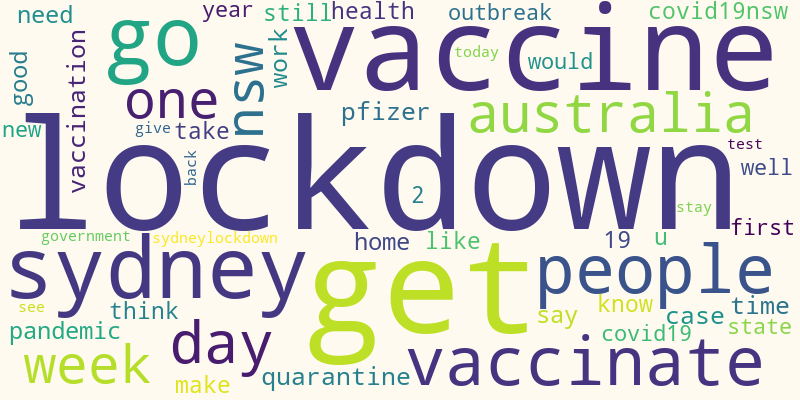 need
year
still
health
outbreak
covid19nsw
go
vaccine
good
vaccination
nsw
work
today
would
one
pfizer
australia
new
give
take
lockdown
back
2
test
well
stay
first
government
sydneylockdown
home
like
19
u
sydney
get
people
see
think
say
know
case
time
pandemic
day
covid19
state
week
make
quarantine
vaccinate